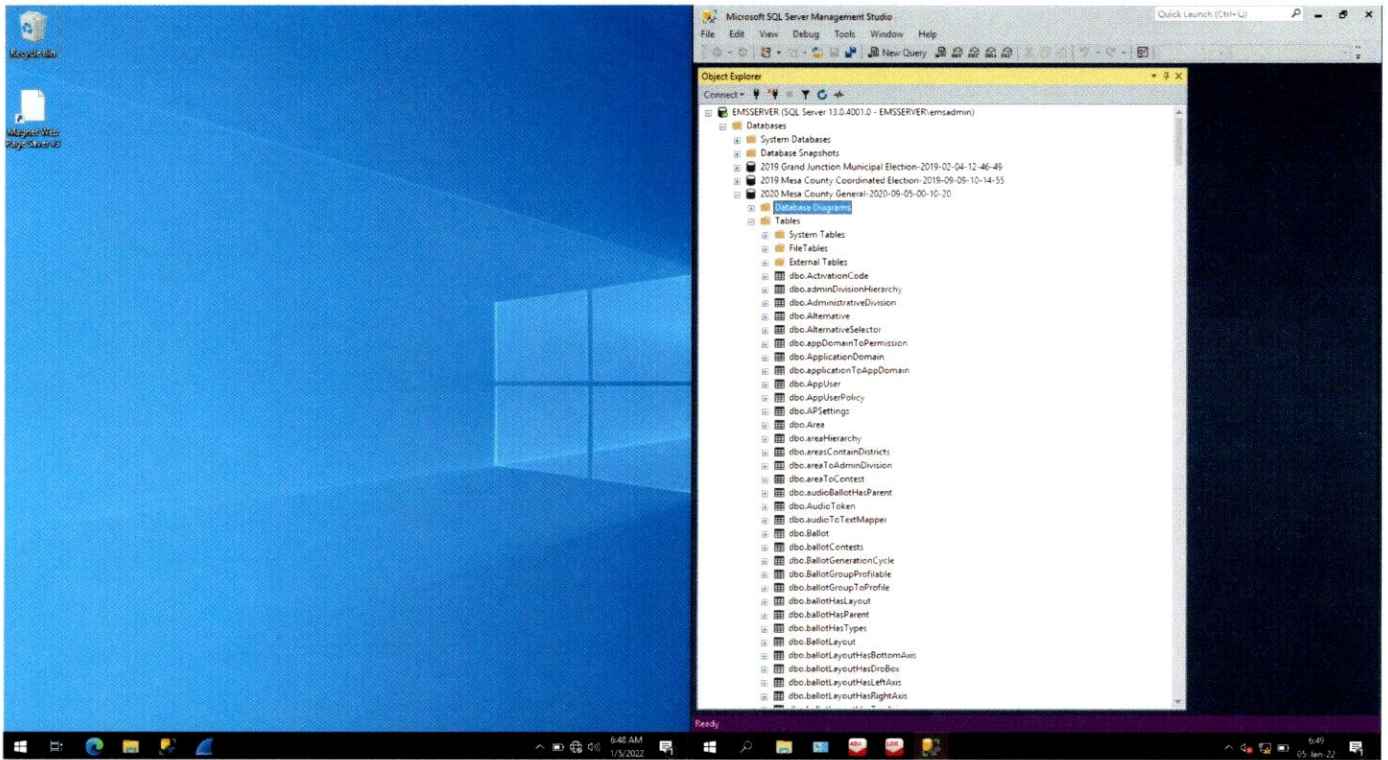 Recycle Bin
Magnet Web
Page Saver v3
6:48 AM
1/5/2022
Microsoft SQL Server Management Studio
Quick Launch (Ctrl+Q)
File Edit View Debug Tools Window Help
New Query
Object Explorer
Connect
EMSSERVER (SQL Server 13.0.4001.0 - EMSSERVER\emsadmin)
Databases
System Databases
Database Snapshots
2019 Grand Junction Municipal Election-2019-02-04-12-46-49
2019 Mesa County Coordinated Election-2019-09-09-10-14-55
2020 Mesa County General-2020-09-05-00-10-20
Database Diagrams
Tables
System Tables
FileTables
External Tables
dbo.ActivationCode
dbo.adminDivisionHierarchy
dbo.AdministrativeDivision
dbo.Alternative
dbo.AlternativeSelector
dbo.appDomainToPermission
dbo.ApplicationDomain
dbo.applicationToAppDomain
dbo.AppUser
dbo.AppUserPolicy
dbo.APSettings
dbo.Area
dbo.areaHierarchy
dbo.areasContainDistricts
dbo.areaToAdminDivision
dbo.areaToContest
dbo.audioBallotHasParent
dbo.AudioToken
dbo.audioToTextMapper
dbo.Ballot
dbo.ballotContests
dbo.BallotGenerationCycle
dbo.BallotGroupProfilable
dbo.ballotGroupToProfile
dbo.ballotHasLayout
dbo.ballotHasParent
dbo.ballotHasTypes
dbo.BallotLayout
dbo.ballotLayoutHasBottomAxis
dbo.ballotLayoutHasDroBox
dbo.ballotLayoutHasLeftAxis
dbo.ballotLayoutHasRightAxis
Ready
ADJ
LOG
6:49
05-Jan-22